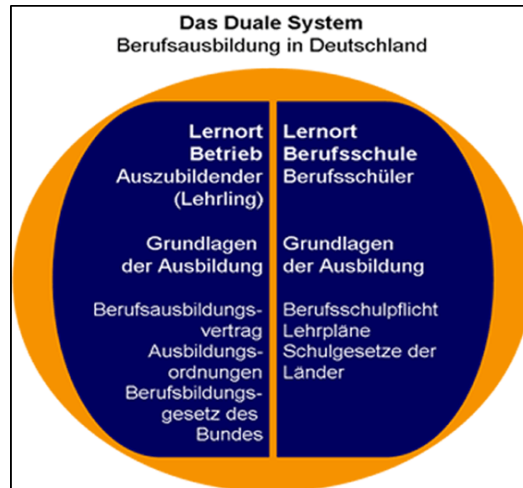 Das Duale System
Berufsausbildung in Deutschland
Lernort
Betrieb
Auszubildender
(Lehrling)
Grundlagen
der Ausbildung
Berufsausbildungs-
vertrag
Ausbildungs-
ordnungen
Berufsbildungs-
gesetz des
Bundes
Lernort
Berufsschule
Berufsschüler
Grundlagen
der Ausbildung
Berufsschulpflicht
Lehrpläne
Schulgesetze der
Länder